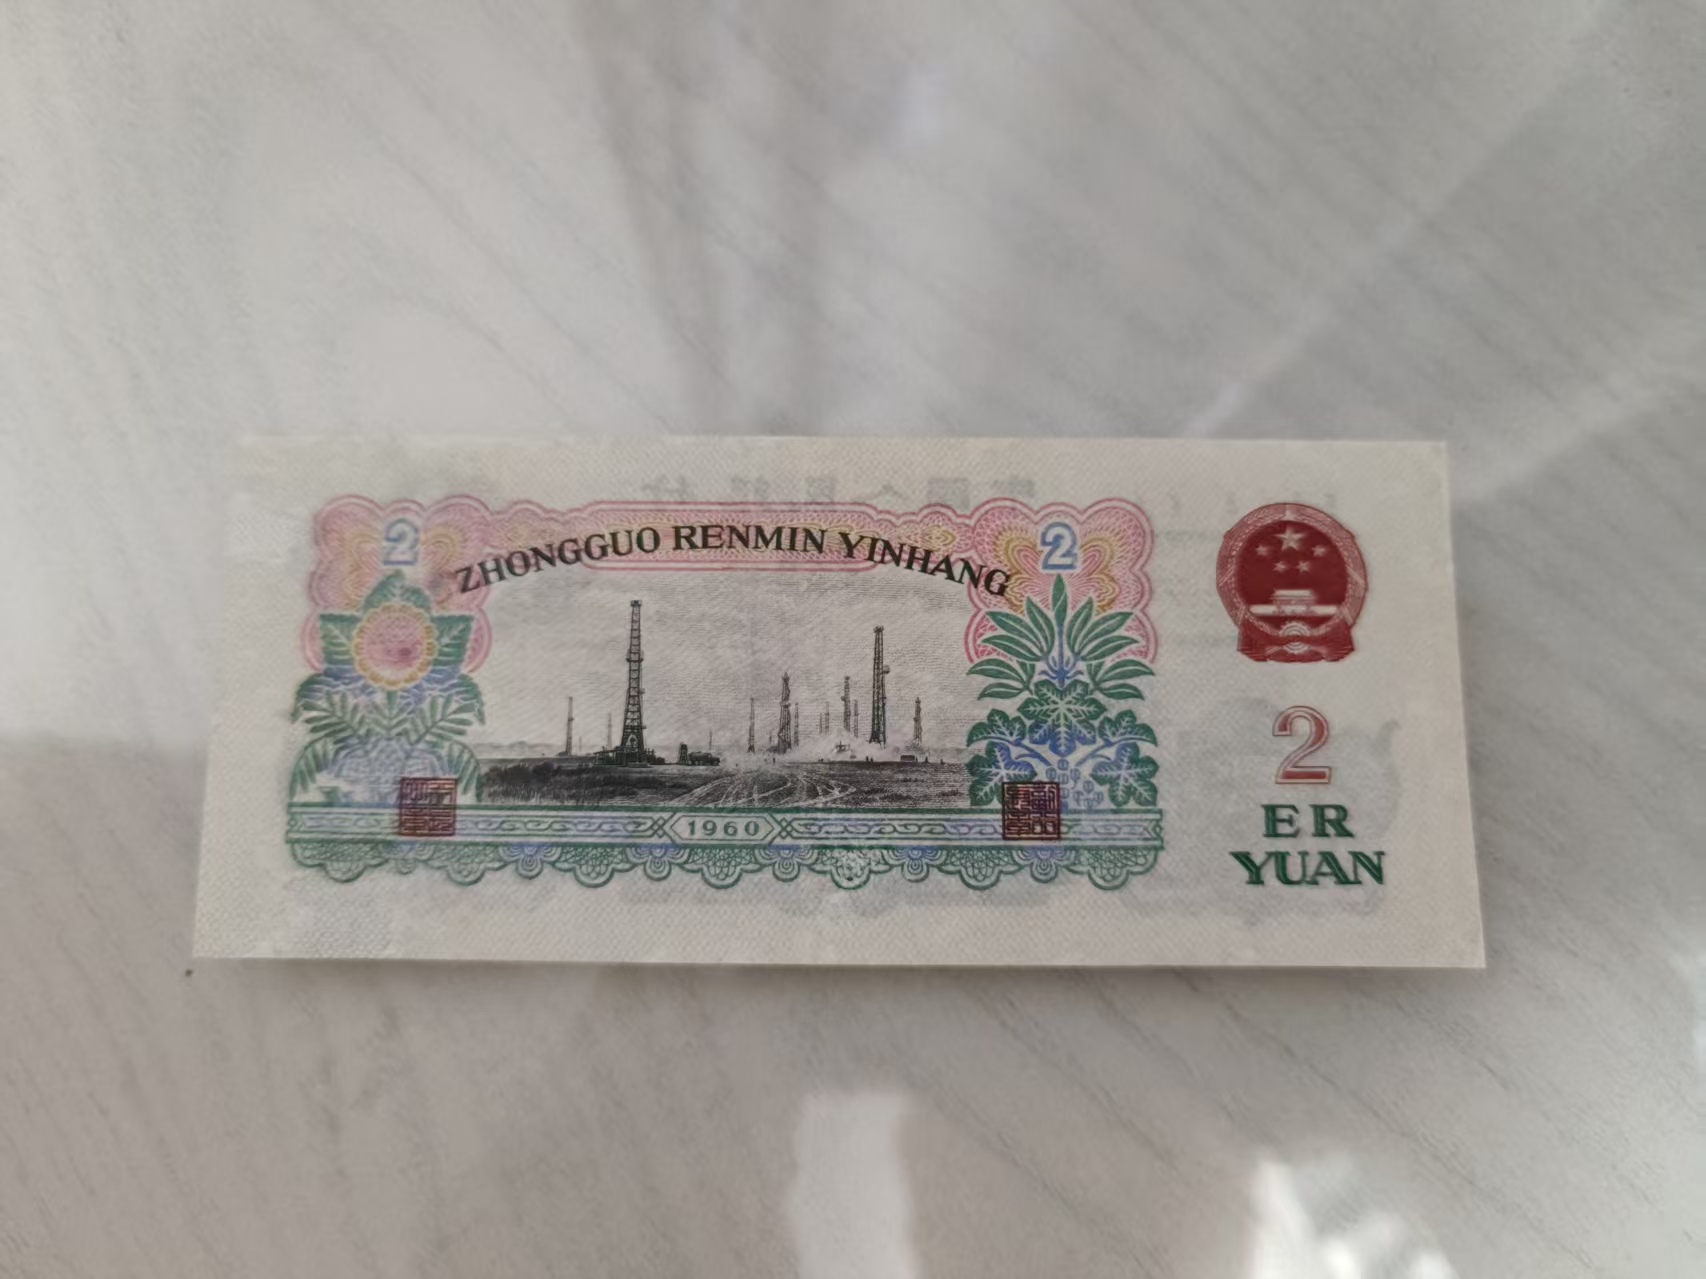 2 2
ZHONGGUO RENMIN YINHANG
1960
2
ER
YUAN